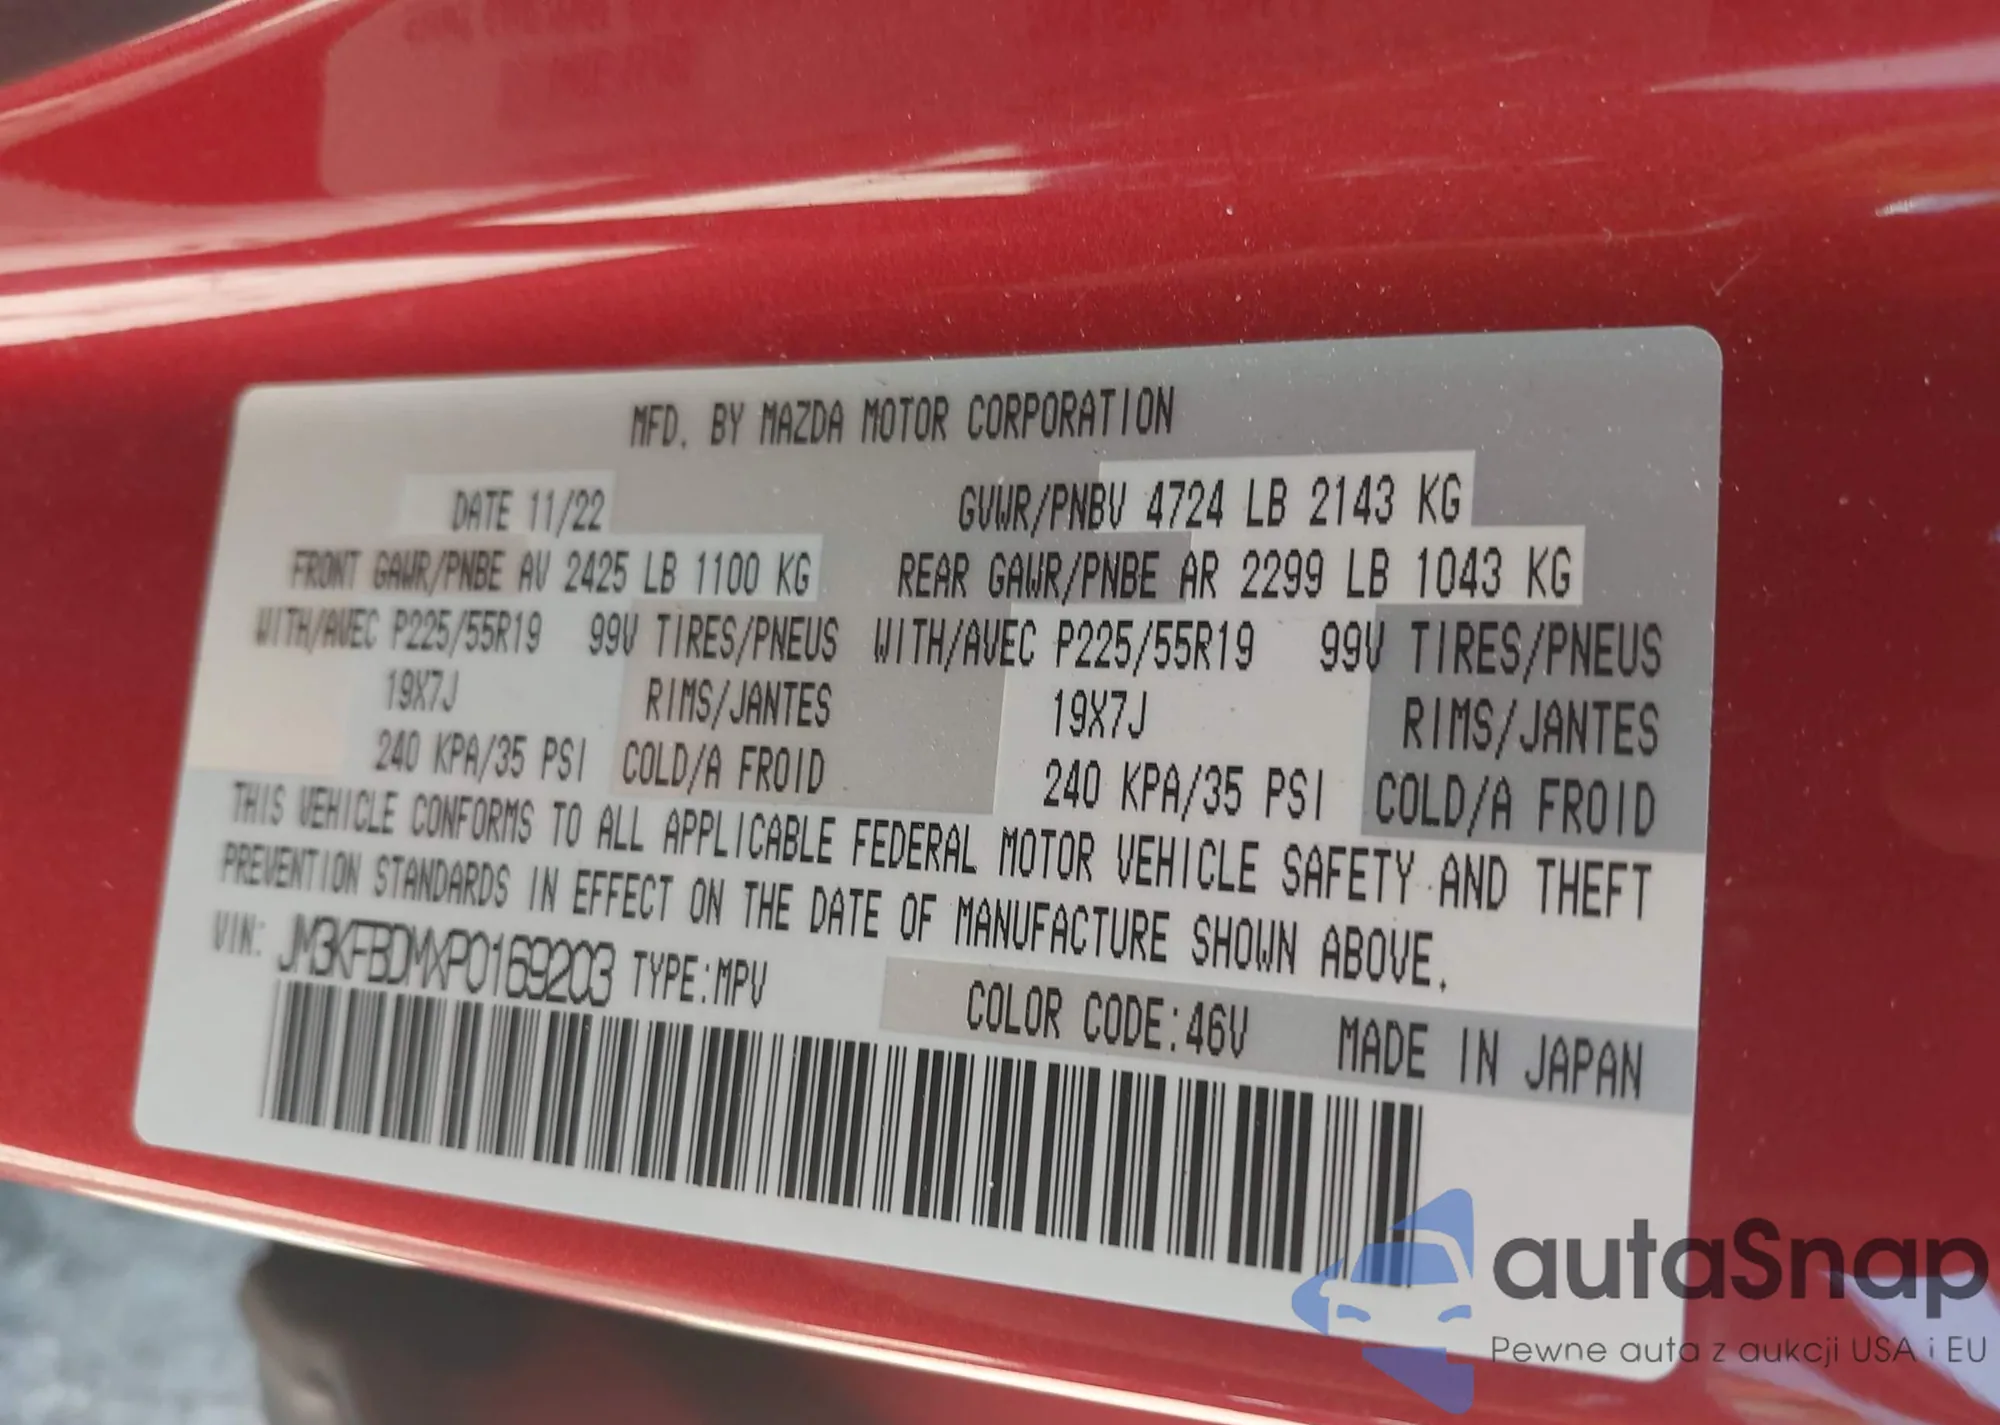 MFD. BY MAZDA MOTOR CORPORATION
DATE 11/22 GVWR/PNBV 4724 LB 2143 KG
FRONT GAWR/PNBE AV 2425 LB 1100 KG REAR GAWR/PNBE AR 2299 LB 1043 KG
WITH/AVEC P225/55R19 99V TIRES/PNEUS WITH/AVEC P225/55R19 99V TIRES/PNEUS
19X7J RIMS/JANTES 19X7J RIMS/JANTES
240 KPA/35 PSI COLD/A FROID 240 KPA/35 PSI COLD/A FROID
THIS VEHICLE CONFORMS TO ALL APPLICABLE FEDERAL MOTOR VEHICLE SAFETY AND THEFT
PREVENTION STANDARDS IN EFFECT ON THE DATE OF MANUFACTURE SHOWN ABOVE.
VIN: JM3KFBDMXP0169203 TYPE:MPV
COLOR CODE:46V MADE IN JAPAN
autaSnap
Pewne auta z aukcji USA i EU